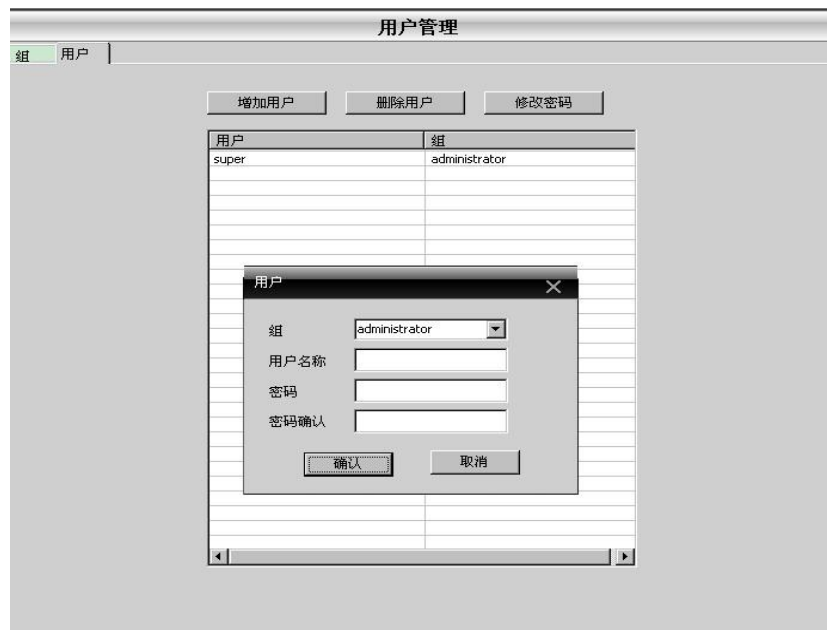 用户管理
组 用户
增加用户 删除用户 修改密码
用户 组
super administrator
用户
组 administrator
用户名称
密码
密码确认
确认 取消